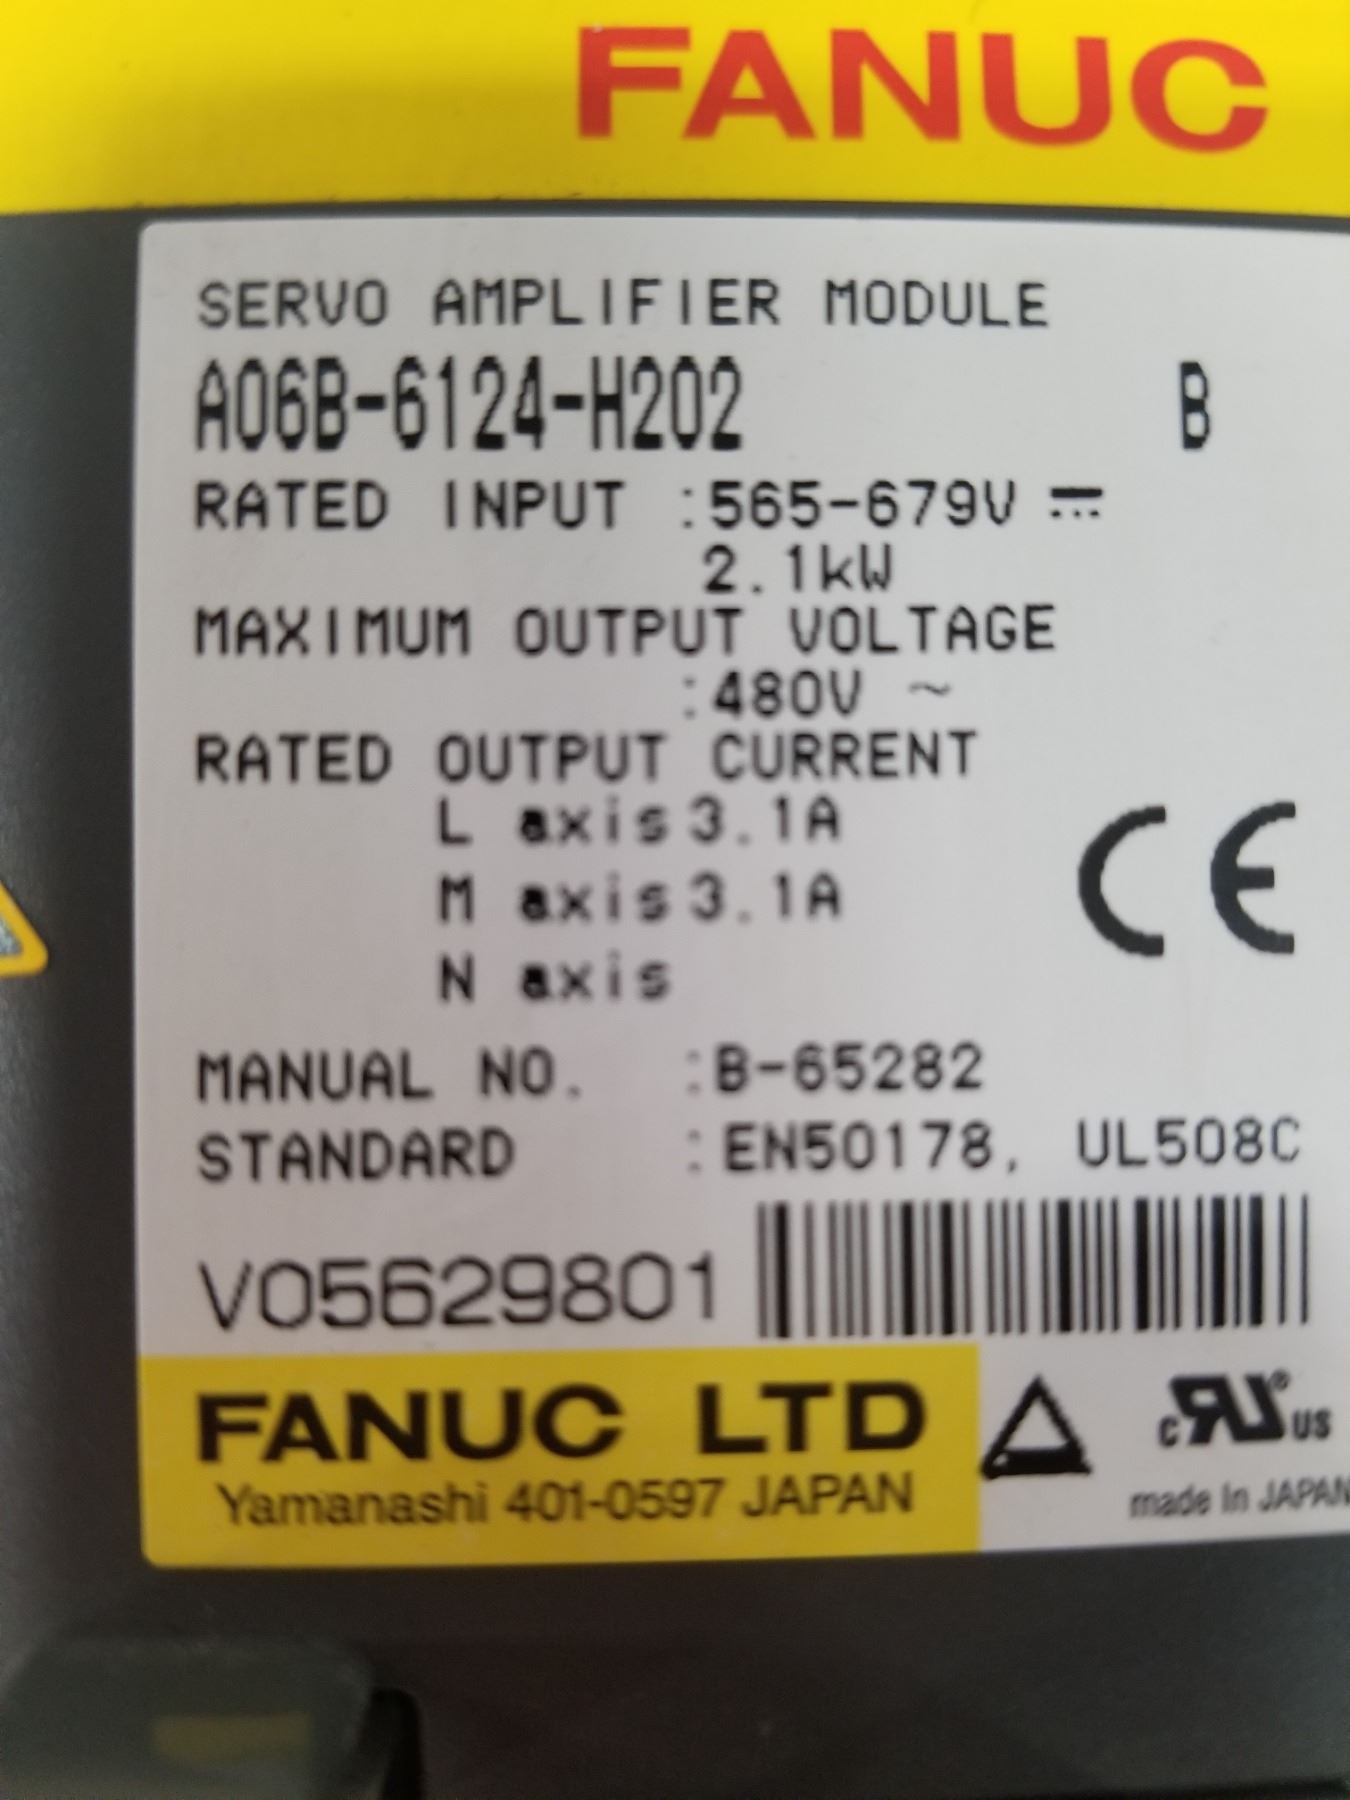 FANUC
SERVO AMPLIFIER MODULE
A06B-6124-H202 B
RATED INPUT :565-679V ⎓
2.1kW
MAXIMUM OUTPUT VOLTAGE
:480V ~
RATED OUTPUT CURRENT
L axis 3.1A
M axis 3.1A
N axis
CE
MANUAL NO. :B-65282
STANDARD :EN50178, UL508C
V05629801
FANUC LTD
Yamanashi 401-0597 JAPAN
c RU ® US
made In JAPAN